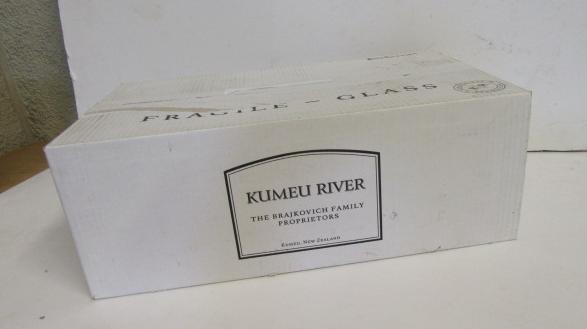 FRAGILE - GLASS
KUMEU RIVER
THE BRAJKOVICH FAMILY
PROPRIETORS
KUMEU, NEW ZEALAND